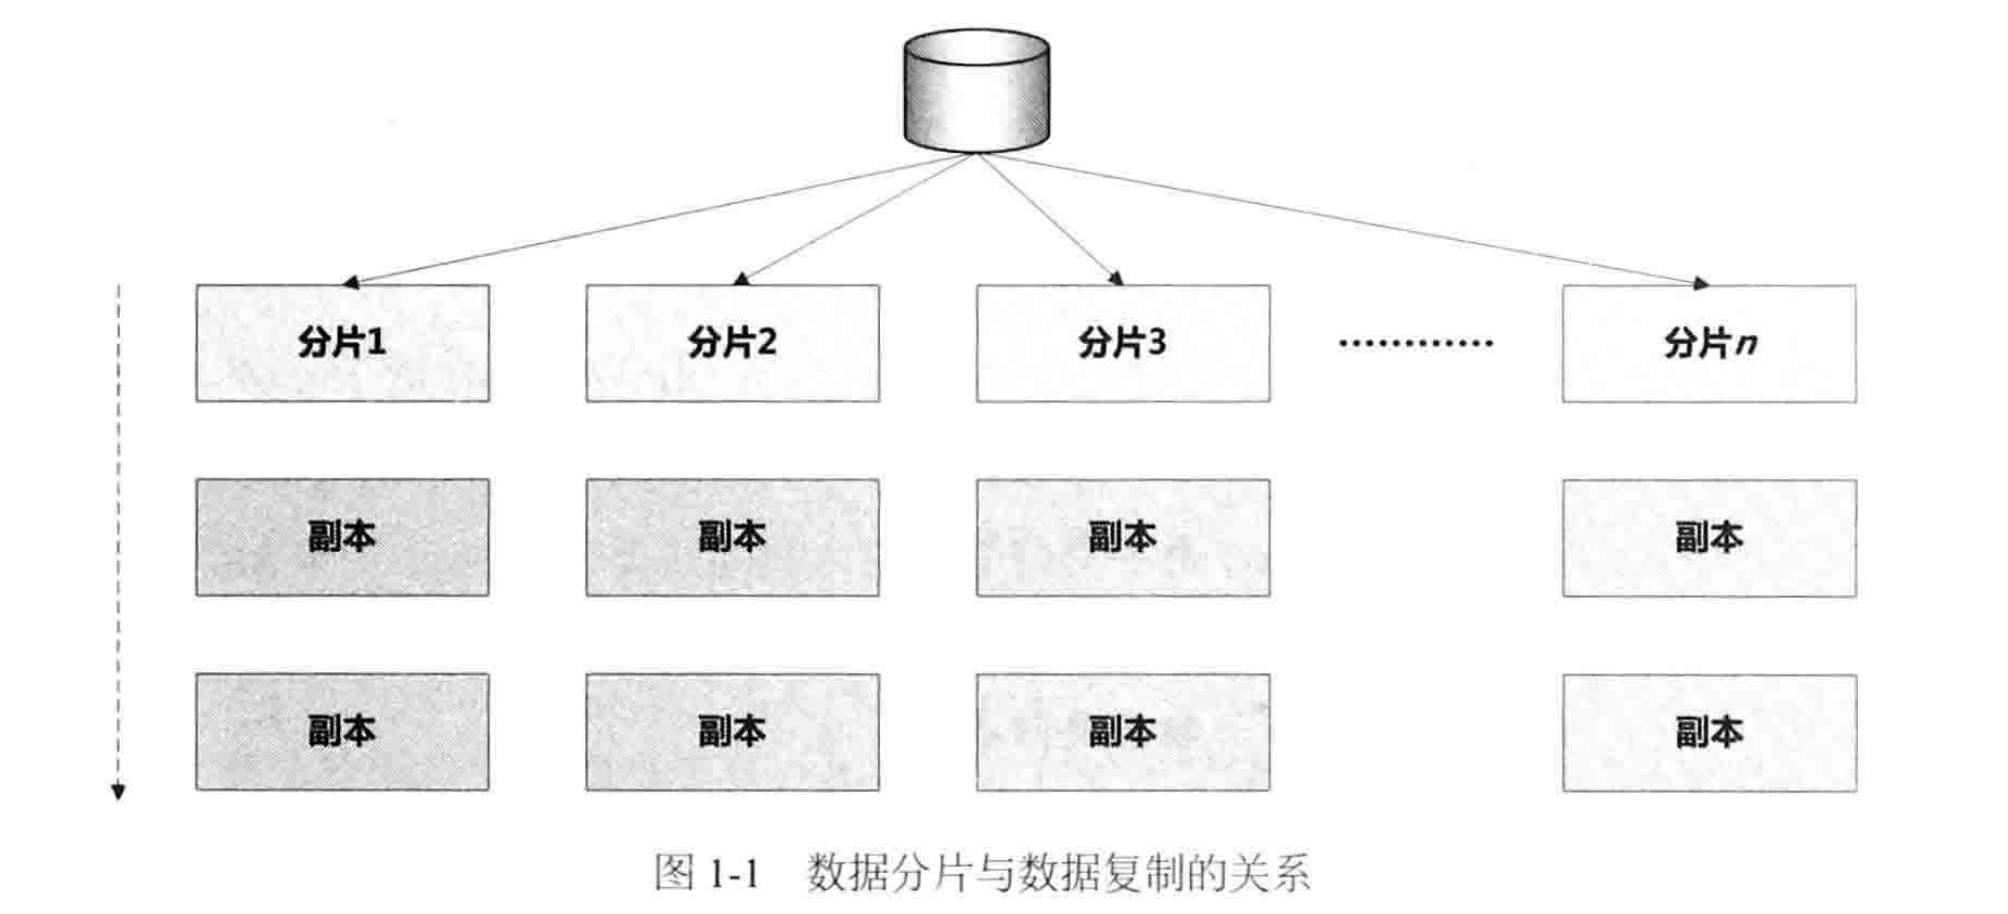 分片1 分片2 分片3 ············ 分片n
副本 副本 副本 副本
副本 副本 副本 副本
图 1-1 数据分片与数据复制的关系